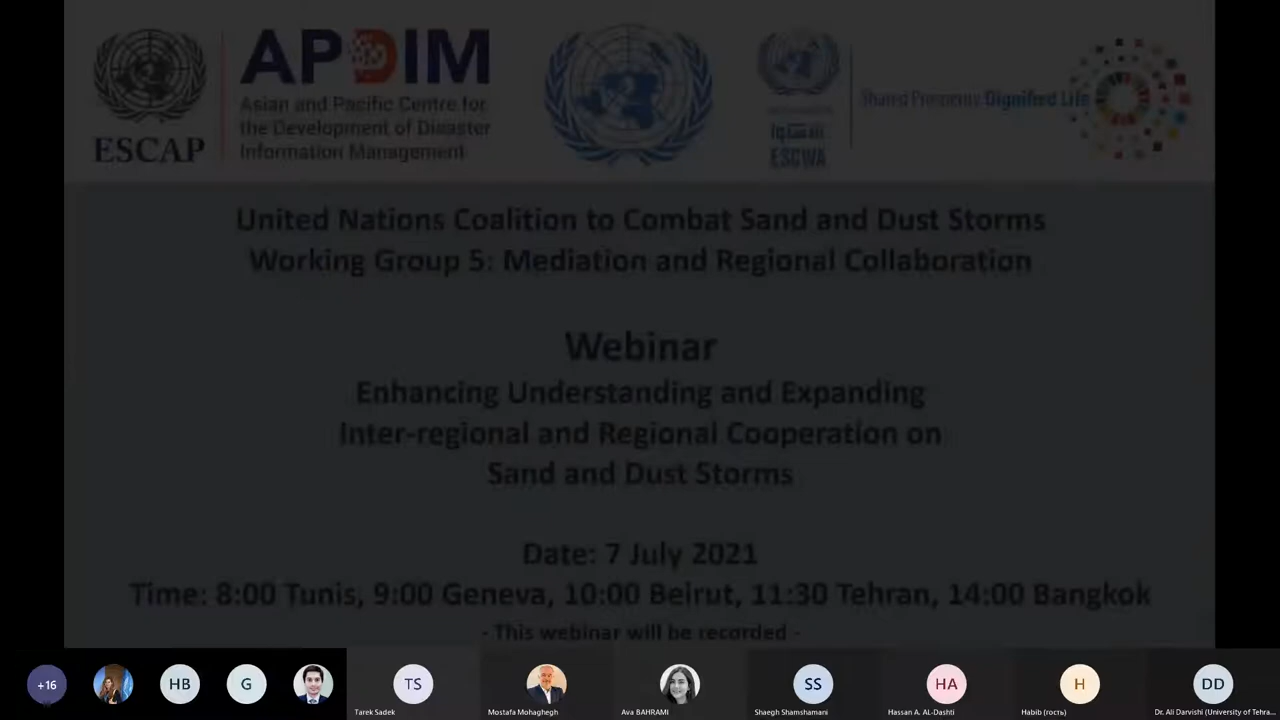 ESCAP
APDIM
Asian and Pacific Centre for
the Development of Disaster
Information Management
ESCWA
Shared Prosperity Dignified Life
United Nations Coalition to Combat Sand and Dust Storms
Working Group 5: Mediation and Regional Collaboration
Webinar
Enhancing Understanding and Expanding
Inter-regional and Regional Cooperation on
Sand and Dust Storms
Date: 7 July 2021
Time: 8:00 Tunis, 9:00 Geneva, 10:00 Beirut, 11:30 Tehran, 14:00 Bangkok
- This webinar will be recorded -
+16
HB
G
TS
SS
HA
H
DD
Tarek Sadek
Mostafa Mohaghegh
Ava BAHRAMI
Shaegh Shamshamani
Hassan A. AL-Dashti
Habib (гость)
Dr. Ali Darvishi (University of Tehra...